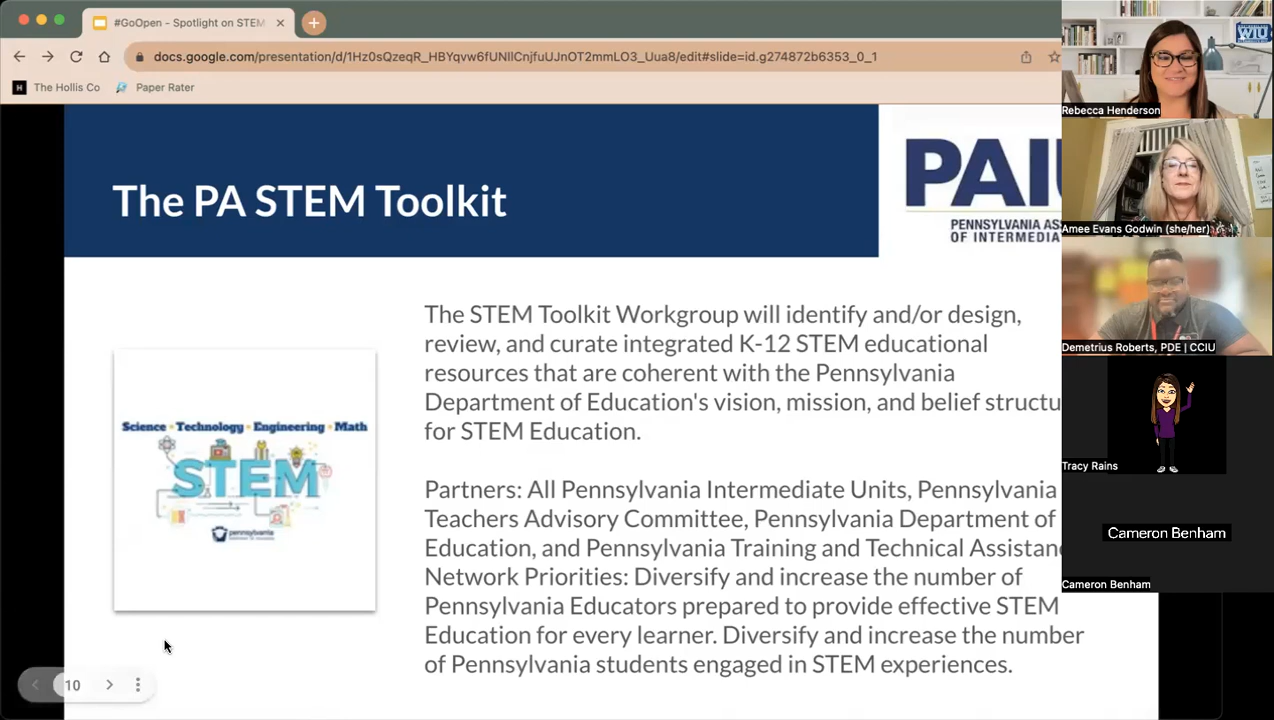 #GoOpen - Spotlight on STEM
docs.google.com/presentation/d/1Hz0sQzeqR_HBYqvw6fUNllCnjfuUJnOT2mmLO3_Uua8/edit#slide=id.g274872b6353_0_1
H The Hollis Co
Paper Rater
The PA STEM Toolkit
PAIU
PENNSYLVANIA ASS
OF INTERMEDIA
The STEM Toolkit Workgroup will identify and/or design,
review, and curate integrated K-12 STEM educational
resources that are coherent with the Pennsylvania
Department of Education's vision, mission, and belief structu
for STEM Education.
Partners: All Pennsylvania Intermediate Units, Pennsylvania
Teachers Advisory Committee, Pennsylvania Department of
Education, and Pennsylvania Training and Technical Assistanc
Network Priorities: Diversify and increase the number of
Pennsylvania Educators prepared to provide effective STEM
Education for every learner. Diversify and increase the number
of Pennsylvania students engaged in STEM experiences.
Science Technology Engineering Math
STEM
pennsylvania
10
WIU
Rebecca Henderson
Amee Evans Godwin (she/her)
Demetrius Roberts, PDE | CCIU
Tracy Rains
Cameron Benham
Cameron Benham